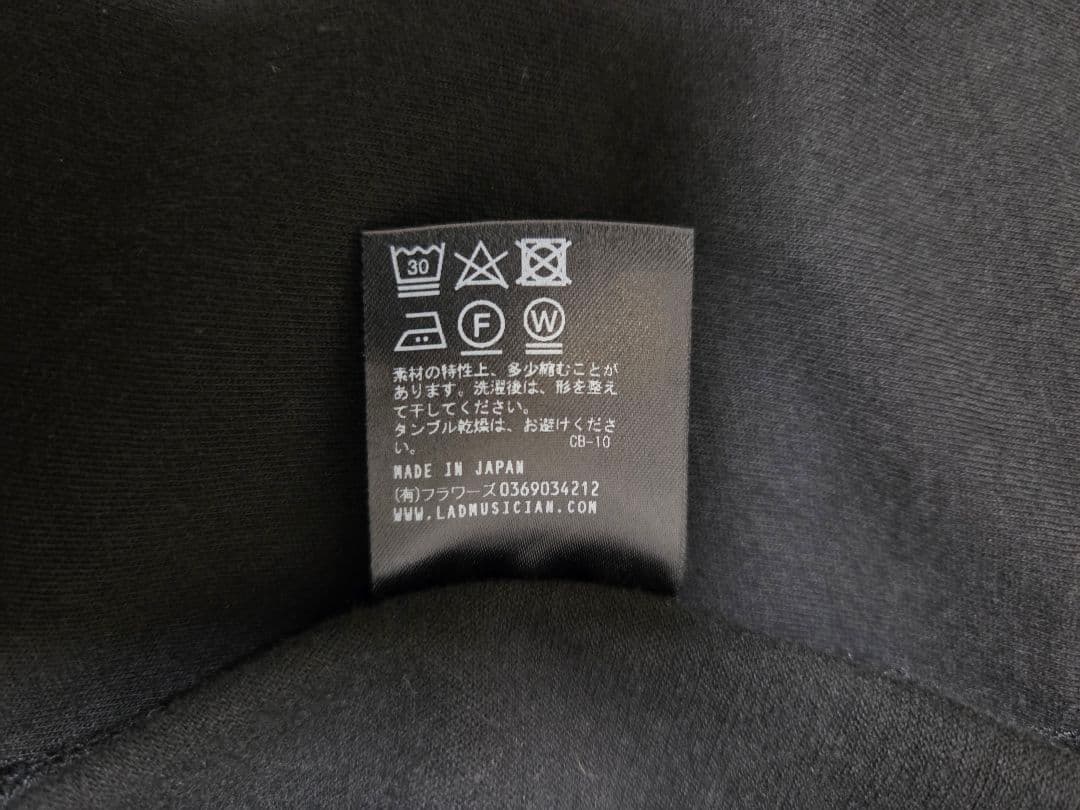 30
F W
素材の特性上、多少縮むことが
あります。洗濯後は、形を整え
て干してください。
タンブル乾燥は、お避けくださ
い。 CB-10
MADE IN JAPAN
(有)フラワーズ0369034212
WWW.LADMUSICIAN.COM